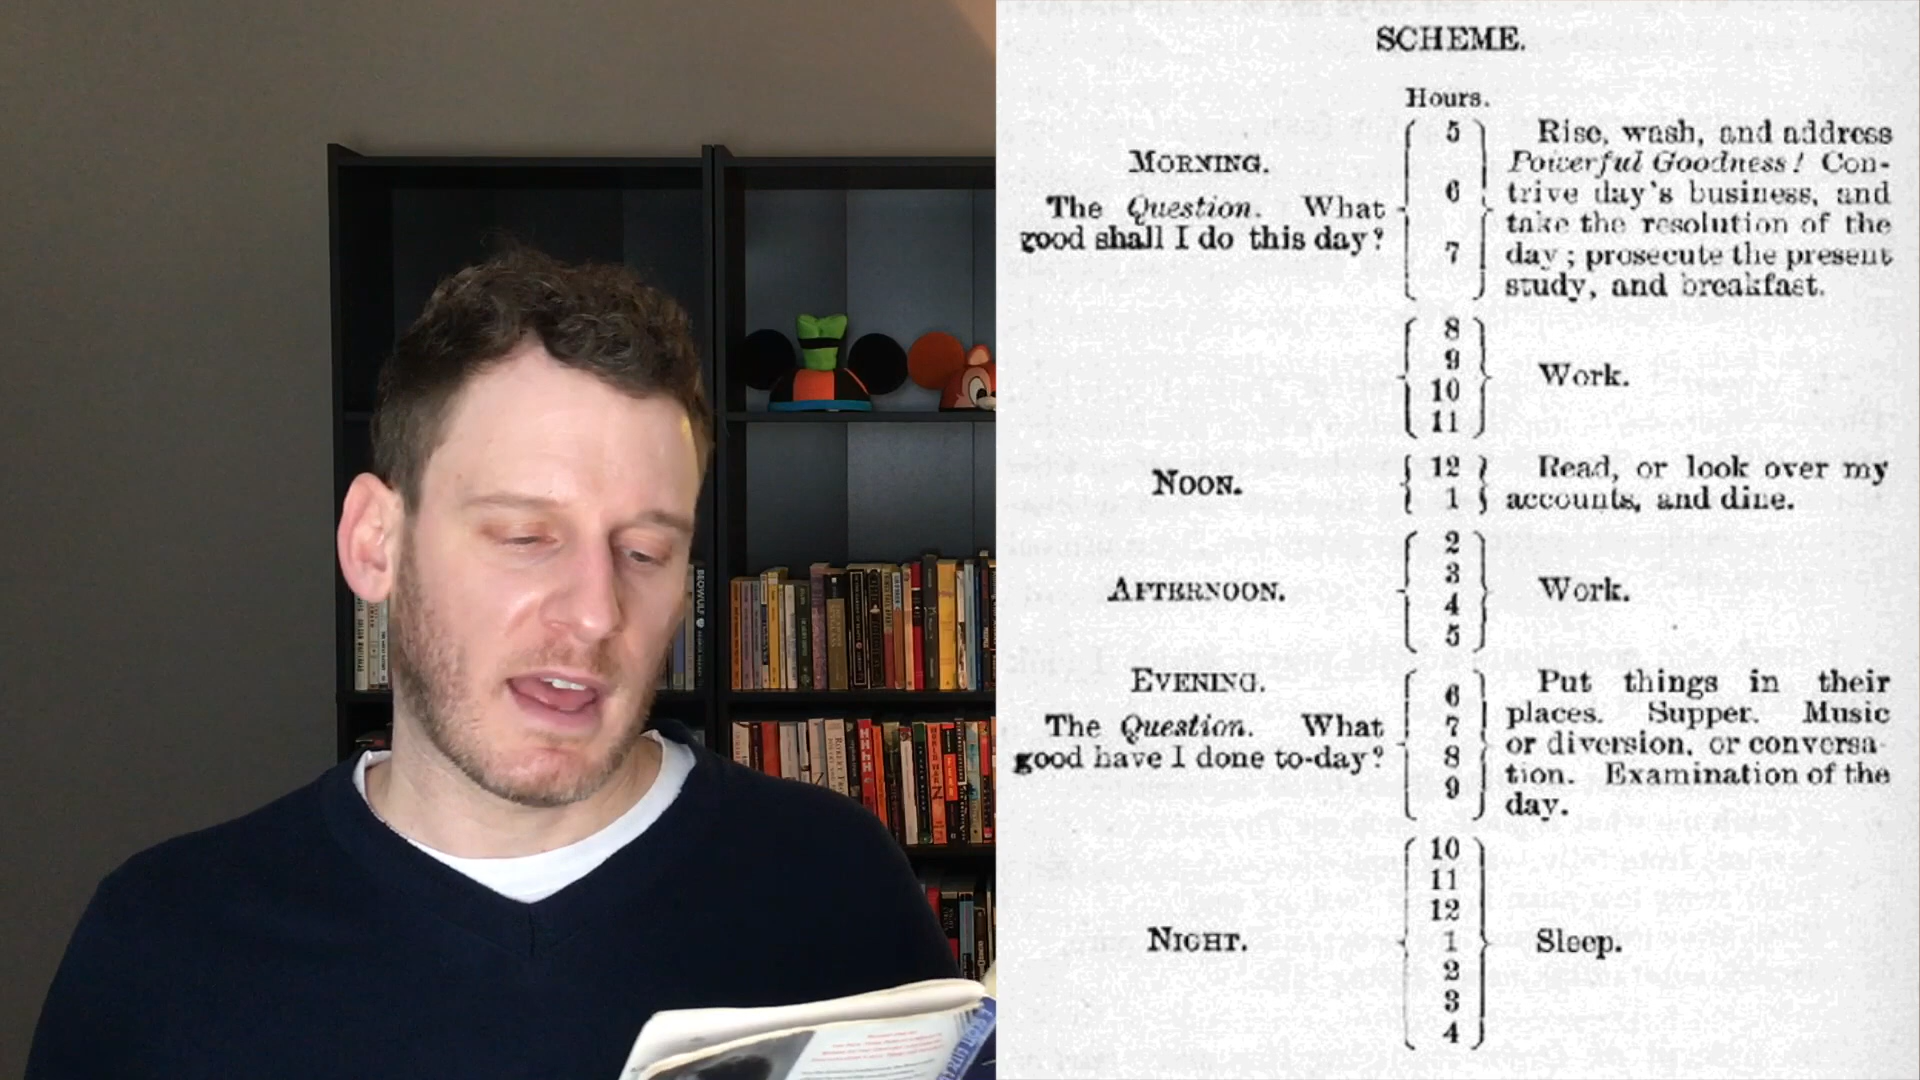 SCHEME.
Hours.
MORNING.
The Question. What
good shall I do this day?
5
6
7
Rise, wash, and address
Powerful Goodness! Con-
trive day's business, and
take the resolution of the
day; prosecute the present
study, and breakfast.
8
9
10
11
Work.
NOON.
12
1
Read, or look over my
accounts, and dine.
AFTERNOON.
2
3
4
5
Work.
EVENING.
The Question. What
good have I done to-day?
6
7
8
9
Put things in their
places. Supper. Music
or diversion, or conversa-
tion. Examination of the
day.
NIGHT.
10
11
12
1
2
3
4
Sleep.
BEOWULF
WORLD WAR Z
FEAR